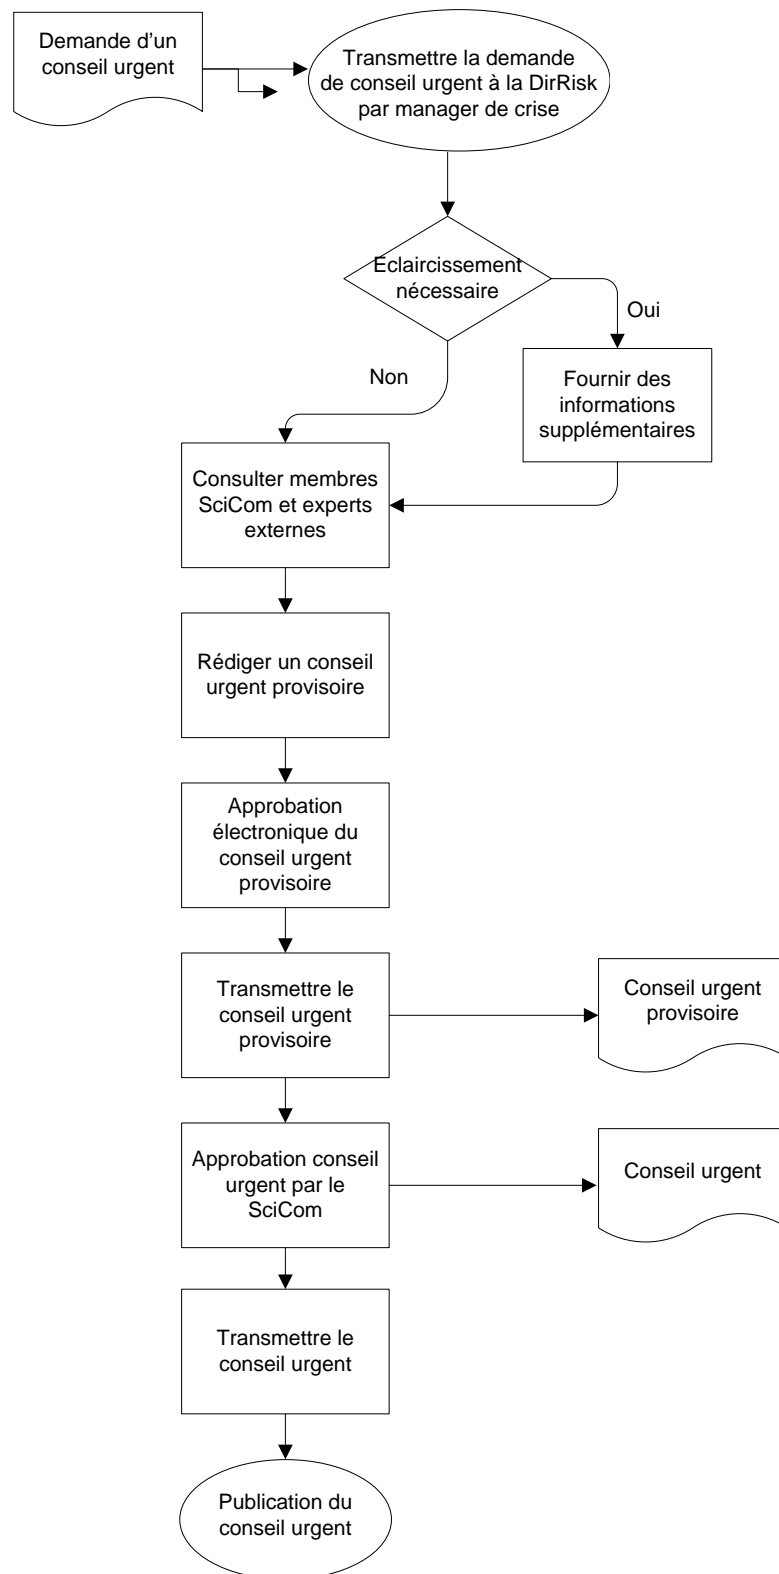 Demande d'un
conseil urgent
Transmettre la demande
de conseil urgent à la DirRisk
par manager de crise
Eclaircissement
nécessaire
Oui
Non
Fournir des
informations
supplémentaires
Consulter membres
SciCom et experts
externes
Rédiger un conseil
urgent provisoire
Approbation
électronique du
conseil urgent
provisoire
Transmettre le
conseil urgent
provisoire
Conseil urgent
provisoire
Approbation conseil
urgent par le
SciCom
Conseil urgent
Transmettre le
conseil urgent
Publication du
conseil urgent